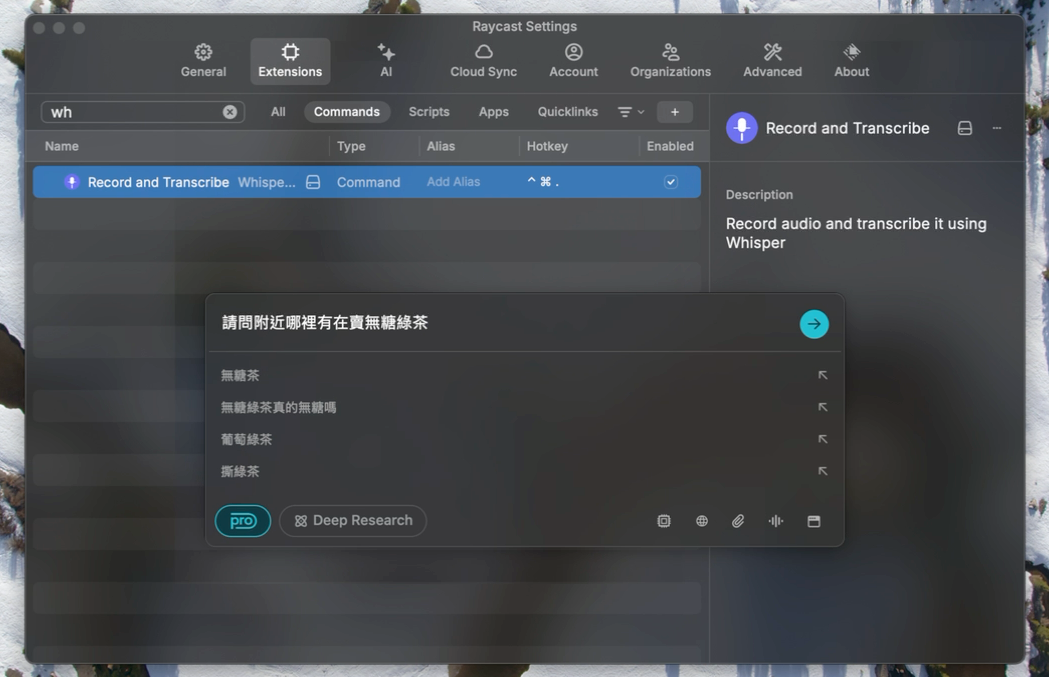 Raycast Settings
General
Extensions
AI
Cloud Sync
Account
Organizations
Advanced
About
wh
All
Commands
Scripts
Apps
Quicklinks
+
Name
Type
Alias
Hotkey
Enabled
Record and Transcribe Whispe... Command Add Alias ^ ⌘ .
Record and Transcribe
Description
Record audio and transcribe it using
Whisper
請問附近哪裡有在賣無糖綠茶
無糖茶
無糖綠茶真的無糖嗎
葡萄綠茶
撕綠茶
pro
Deep Research